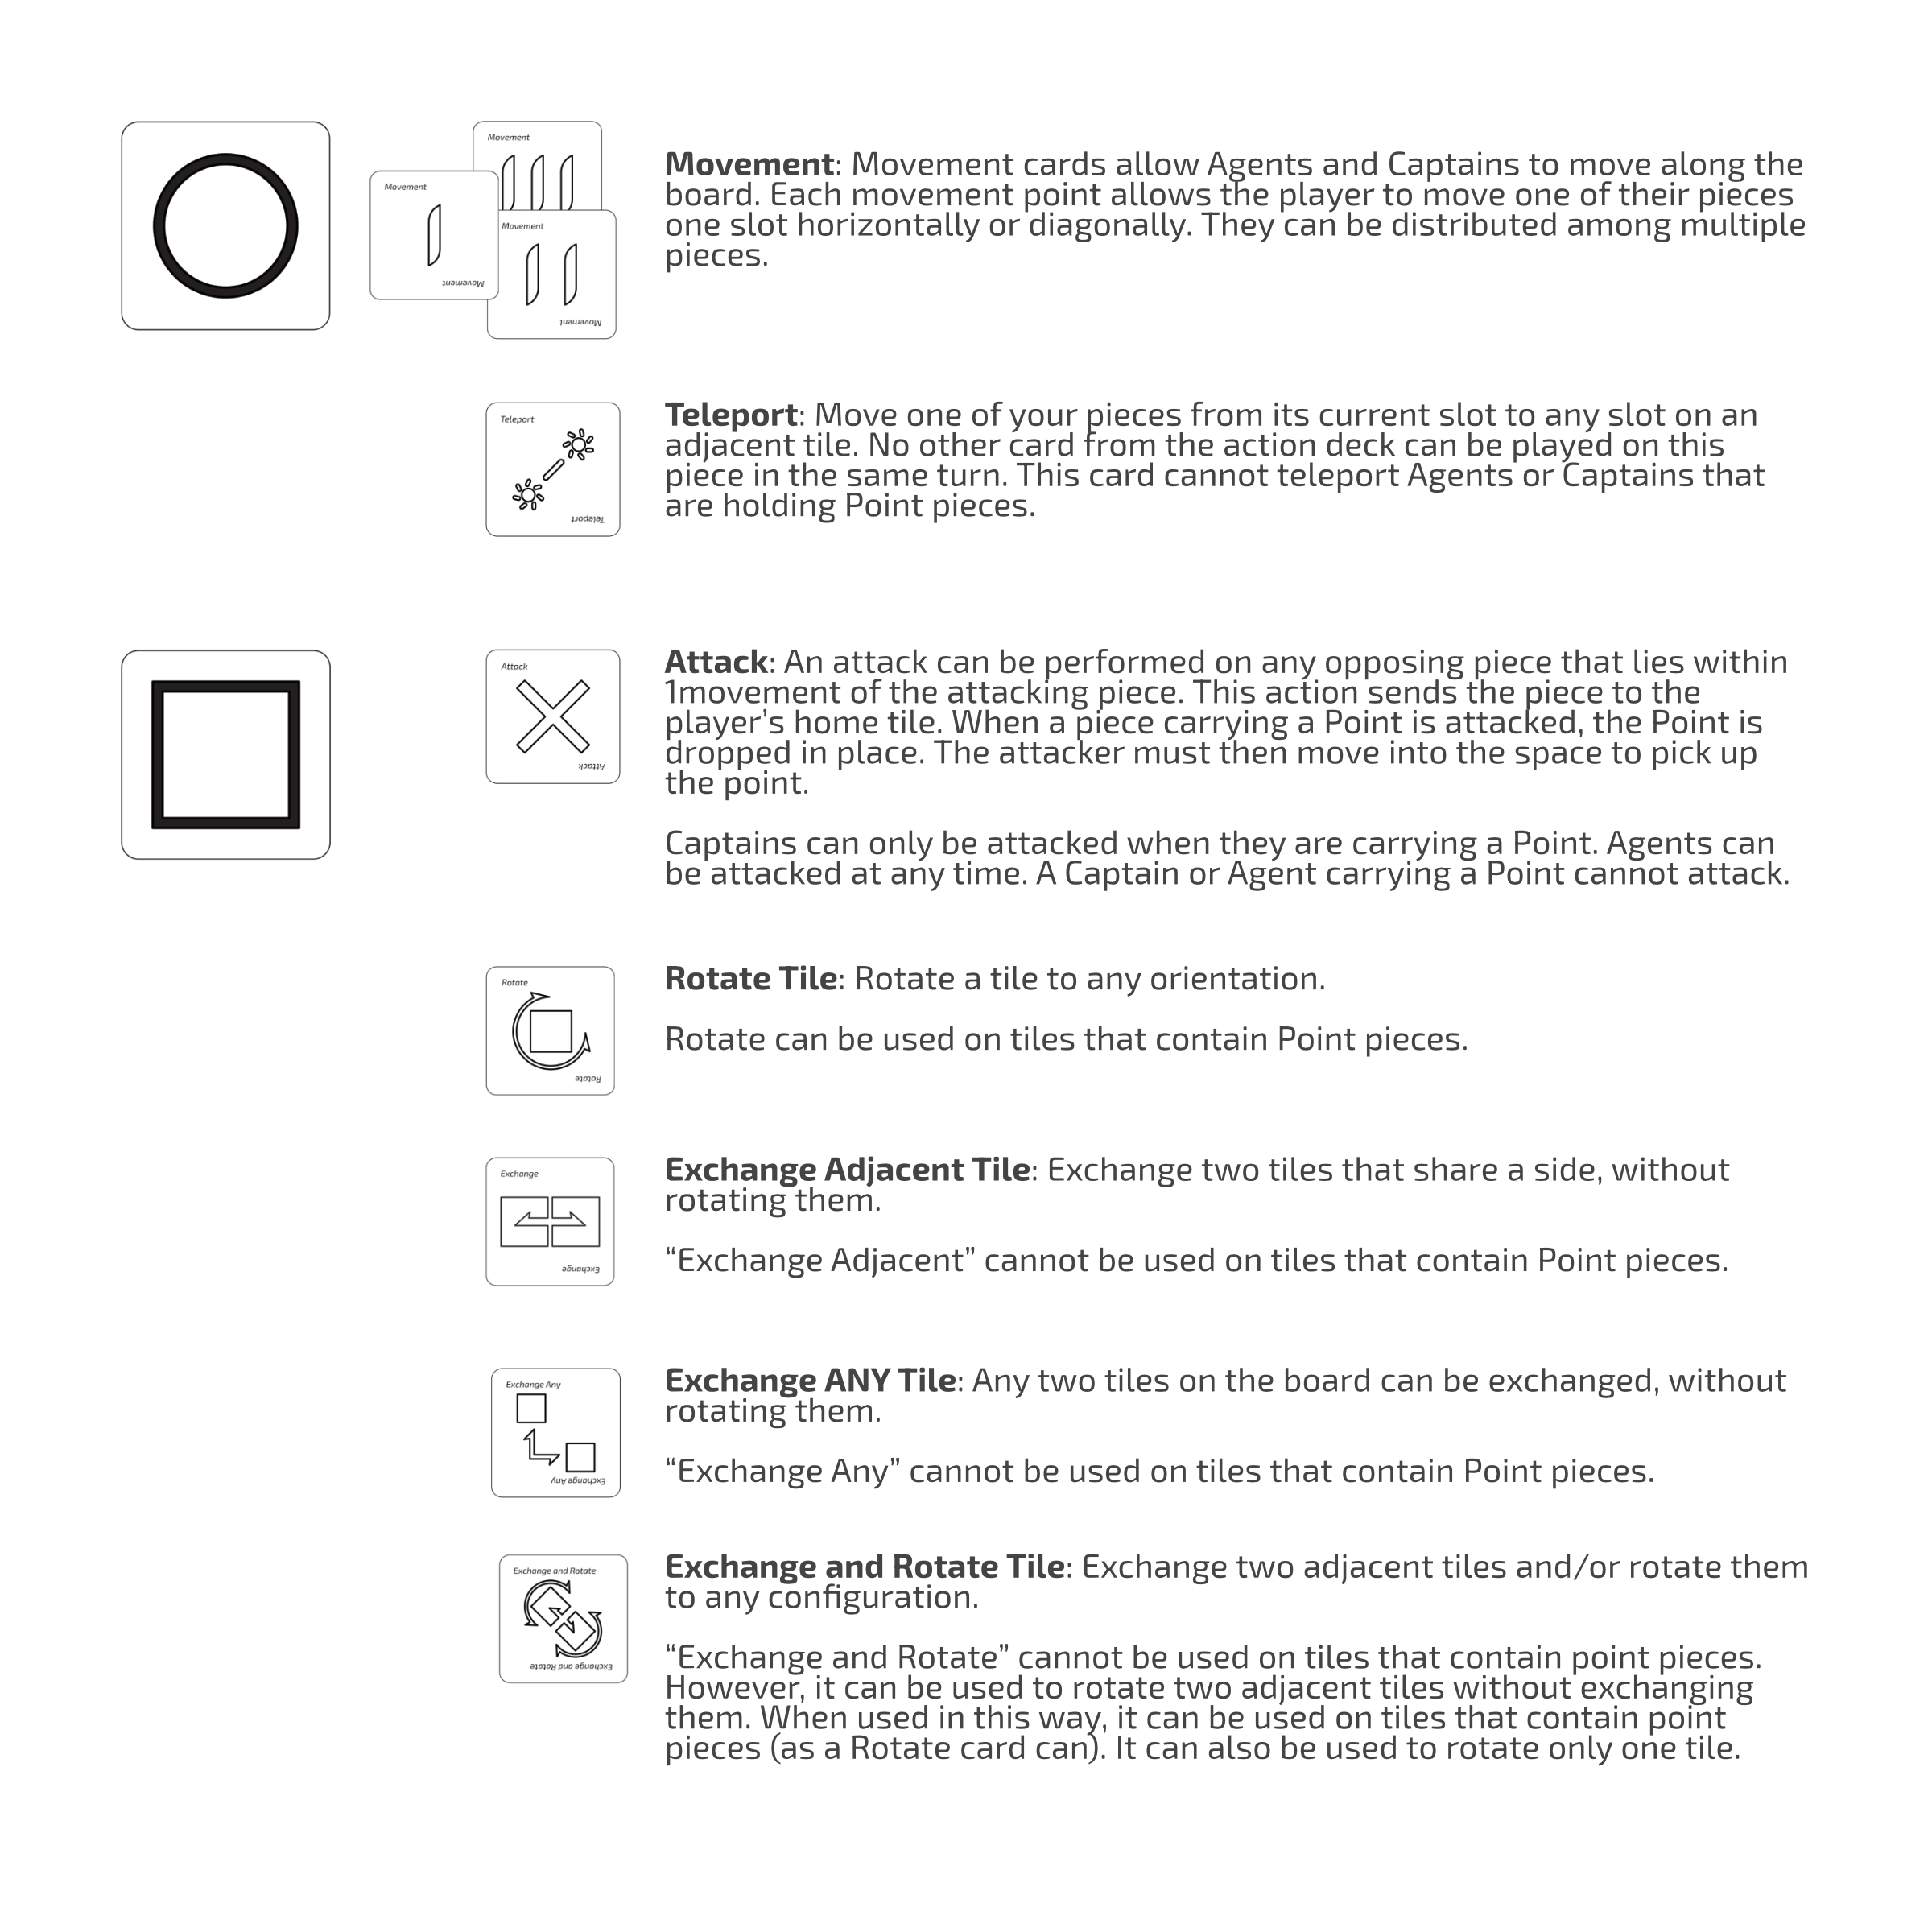 Movement
Movement
Movement
Movement
Movement
Movement: Movement cards allow Agents and Captains to move along the
board. Each movement point allows the player to move one of their pieces
one slot horizontally or diagonally. They can be distributed among multiple
pieces.
Teleport
Teleport
Teleport: Move one of your pieces from its current slot to any slot on an
adjacent tile. No other card from the action deck can be played on this
piece in the same turn. This card cannot teleport Agents or Captains that
are holding Point pieces.
Attack
Attack
Attack: An attack can be performed on any opposing piece that lies within
1movement of the attacking piece. This action sends the piece to the
player’s home tile. When a piece carrying a Point is attacked, the Point is
dropped in place. The attacker must then move into the space to pick up
the point.
Captains can only be attacked when they are carrying a Point. Agents can
be attacked at any time. A Captain or Agent carrying a Point cannot attack.
Rotate
Rotate
Rotate Tile: Rotate a tile to any orientation.
Rotate can be used on tiles that contain Point pieces.
Exchange
Exchange
Exchange Adjacent Tile: Exchange two tiles that share a side, without
rotating them.
“Exchange Adjacent” cannot be used on tiles that contain Point pieces.
Exchange Any
Exchange Any
Exchange ANY Tile: Any two tiles on the board can be exchanged, without
rotating them.
“Exchange Any” cannot be used on tiles that contain Point pieces.
Exchange and Rotate
Exchange and Rotate
Exchange and Rotate Tile: Exchange two adjacent tiles and/or rotate them
to any configuration.
“Exchange and Rotate” cannot be used on tiles that contain point pieces.
However, it can be used to rotate two adjacent tiles without exchanging
them. When used in this way, it can be used on tiles that contain point
pieces (as a Rotate card can). It can also be used to rotate only one tile.